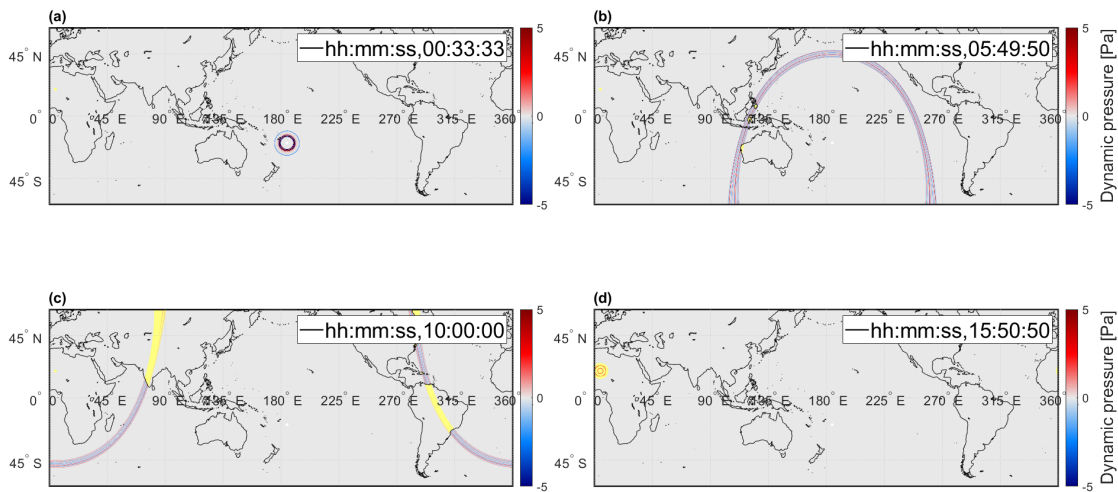 (a)
hh:mm:ss,00:33:33
45° N
0°
45° S
0 45 E 90 E 136 E 180 E 225 E 270 E 315 E 360 E
5
0
-5
(b)
hh:mm:ss,05:49:50
45° N
0°
45° S
0 45 E 90 E 136 E 180 E 225 E 270 E 315 E 360 E
5
0
-5
Dynamic pressure [Pa]
(c)
hh:mm:ss,10:00:00
45° N
0°
45° S
0 45 E 90 E 136 E 180 E 225 E 270 E 315 E 360 E
5
0
-5
(d)
hh:mm:ss,15:50:50
45° N
0°
45° S
0 45 E 90 E 136 E 180 E 225 E 270 E 315 E 360 E
5
0
-5
Dynamic pressure [Pa]